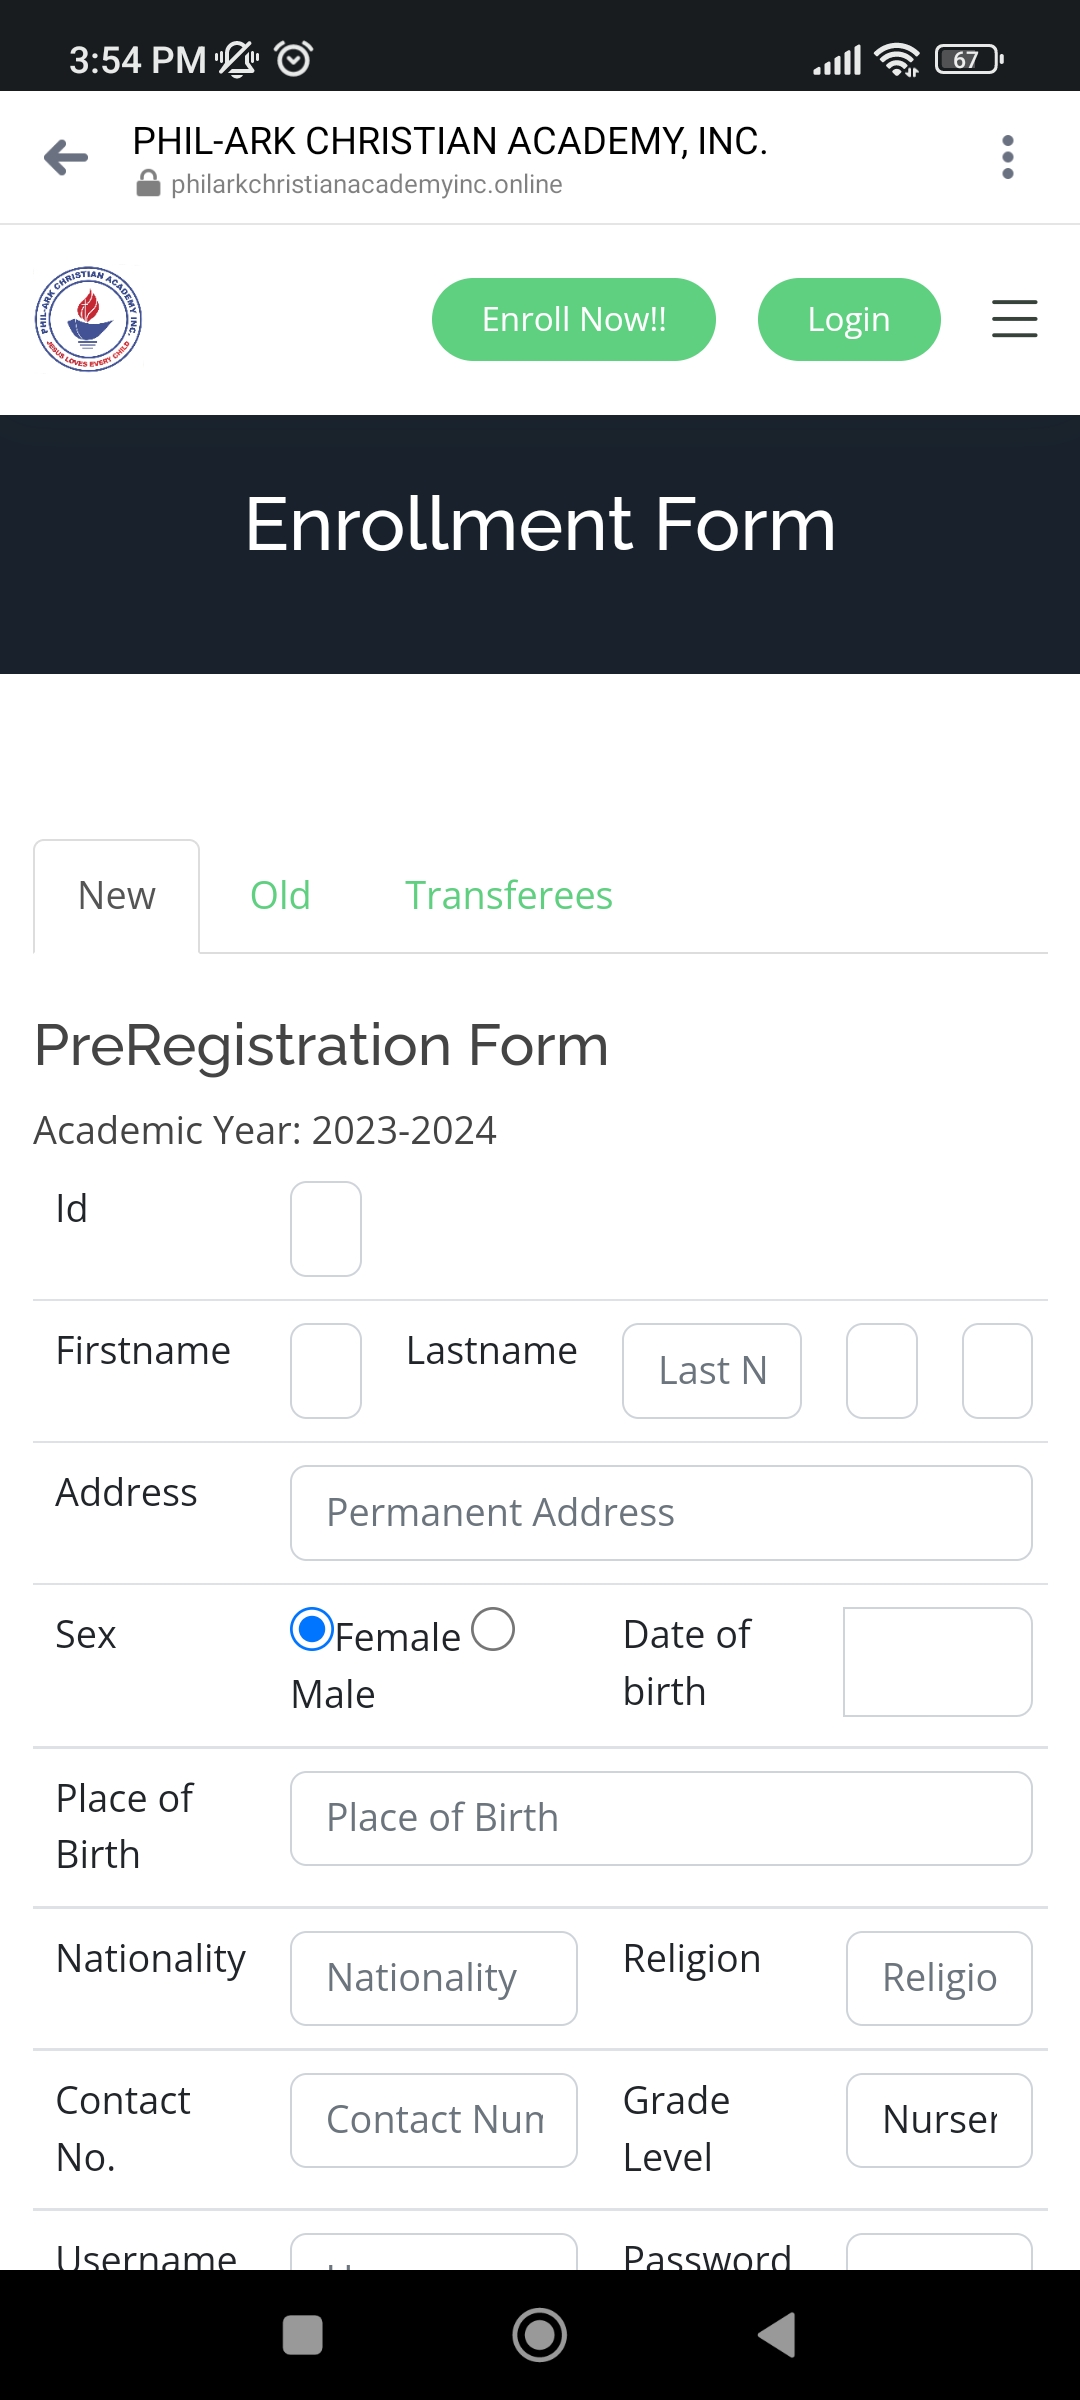 3:54 PM
67
PHIL-ARK CHRISTIAN ACADEMY, INC.
philarkchristianacademyinc.online
PHIL-ARK CHRISTIAN ACADEMY INC.
JESUS LOVES EVERY CHILD
Enroll Now!!
Login
Enrollment Form
New
Old
Transferees
PreRegistration Form
Academic Year: 2023-2024
Id
Firstname
Lastname
Last N
Address
Permanent Address
Sex
Female
Male
Date of
birth
Place of
Birth
Place of Birth
Nationality
Nationality
Religion
Religio
Contact
No.
Contact Num
Grade
Level
Nurser
Username
Password